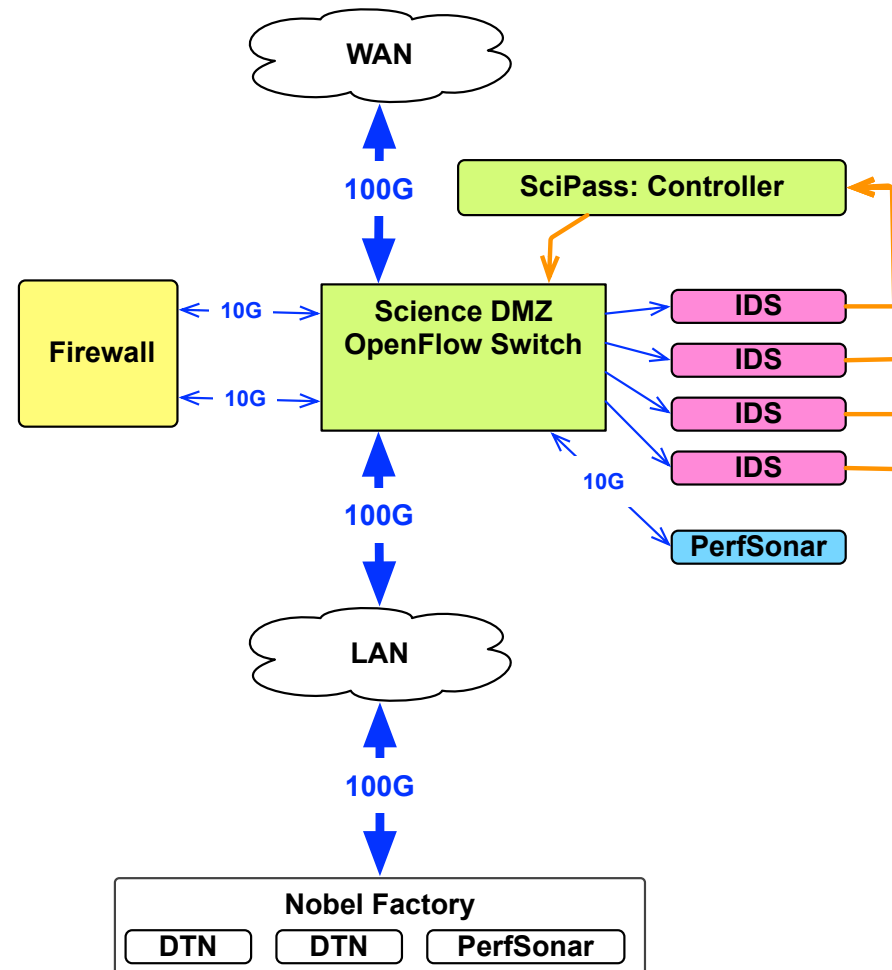 WAN
100G
SciPass: Controller
Science DMZ
OpenFlow Switch
Firewall
10G
10G
IDS
IDS
IDS
IDS
10G
PerfSonar
100G
LAN
100G
Nobel Factory
DTN
DTN
PerfSonar